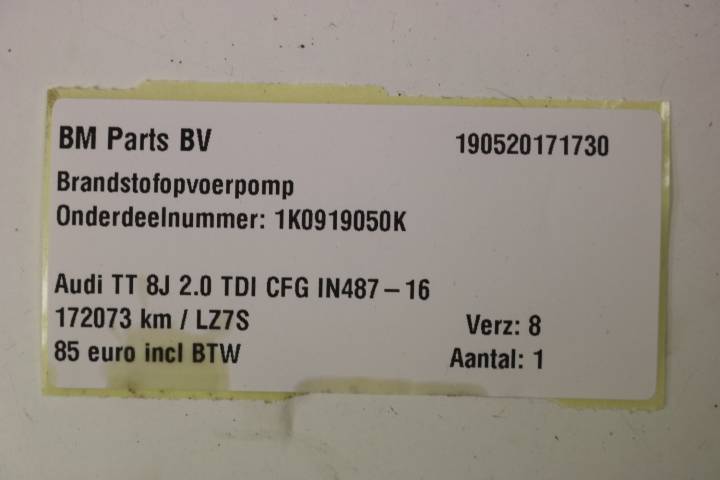 BM Parts BV 190520171730
Brandstofopvoerpomp
Onderdeelnummer: 1K0919050K
Audi TT 8J 2.0 TDI CFG IN487-16
172073 km / LZ7S Verz: 8
85 euro incl BTW Aantal: 1